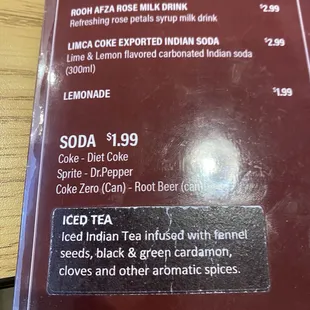 ROOH AFZA ROSE MILK DRINK $2.99
Refreshing rose petals syrup milk drink
LIMCA COKE EXPORTED INDIAN SODA $2.99
Lime & Lemon flavored carbonated Indian soda
(300ml)
LEMONADE $1.99
SODA $1.99
Coke - Diet Coke
Sprite - Dr.Pepper
Coke Zero (Can) - Root Beer (can)
ICED TEA
Iced Indian Tea infused with fennel
seeds, black & green cardamon,
cloves and other aromatic spices.